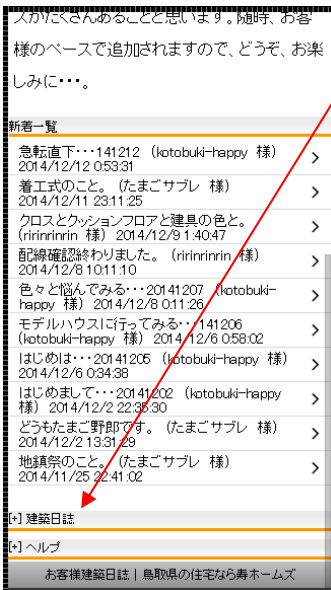 スがたくさんあることと思います。随時、お客
様のペースで追加されますので、どうぞ、お楽
しみに・・・。
新着一覧
急転直下・・・141212 （kotobuki-happy 様）
2014/12/12 0:53:31
着工式のこと。（たまごサブレ 様）
2014/12/11 23:11:25
クロスとクッションフロアと建具の色と。
（ririnrinrin 様） 2014/12/9 1:40:47
配線確認終わりました。（ririnrinrin 様）
2014/12/8 10:11:10
色々と悩んでみる・・・20141207 （kotobuki-
happy 様） 2014/12/8 0:11:26
モデルハウスに行ってみる・・・141206
（kotobuki-happy 様） 2014/12/6 0:58:02
はじめは・・・20141205 （kotobuki-happy 様）
2014/12/6 0:34:38
はじめまして・・・20141202 （kotobuki-happy
様） 2014/12/2 22:35:30
どうもたまご野郎です。（たまごサブレ 様）
2014/12/2 13:31:29
地鎮祭のこと。（たまごサブレ 様）
2014/11/25 22:41:02
[+] 建築日誌
[+] ヘルプ
お客様建築日誌 | 鳥取県の住宅なら寿ホームズ